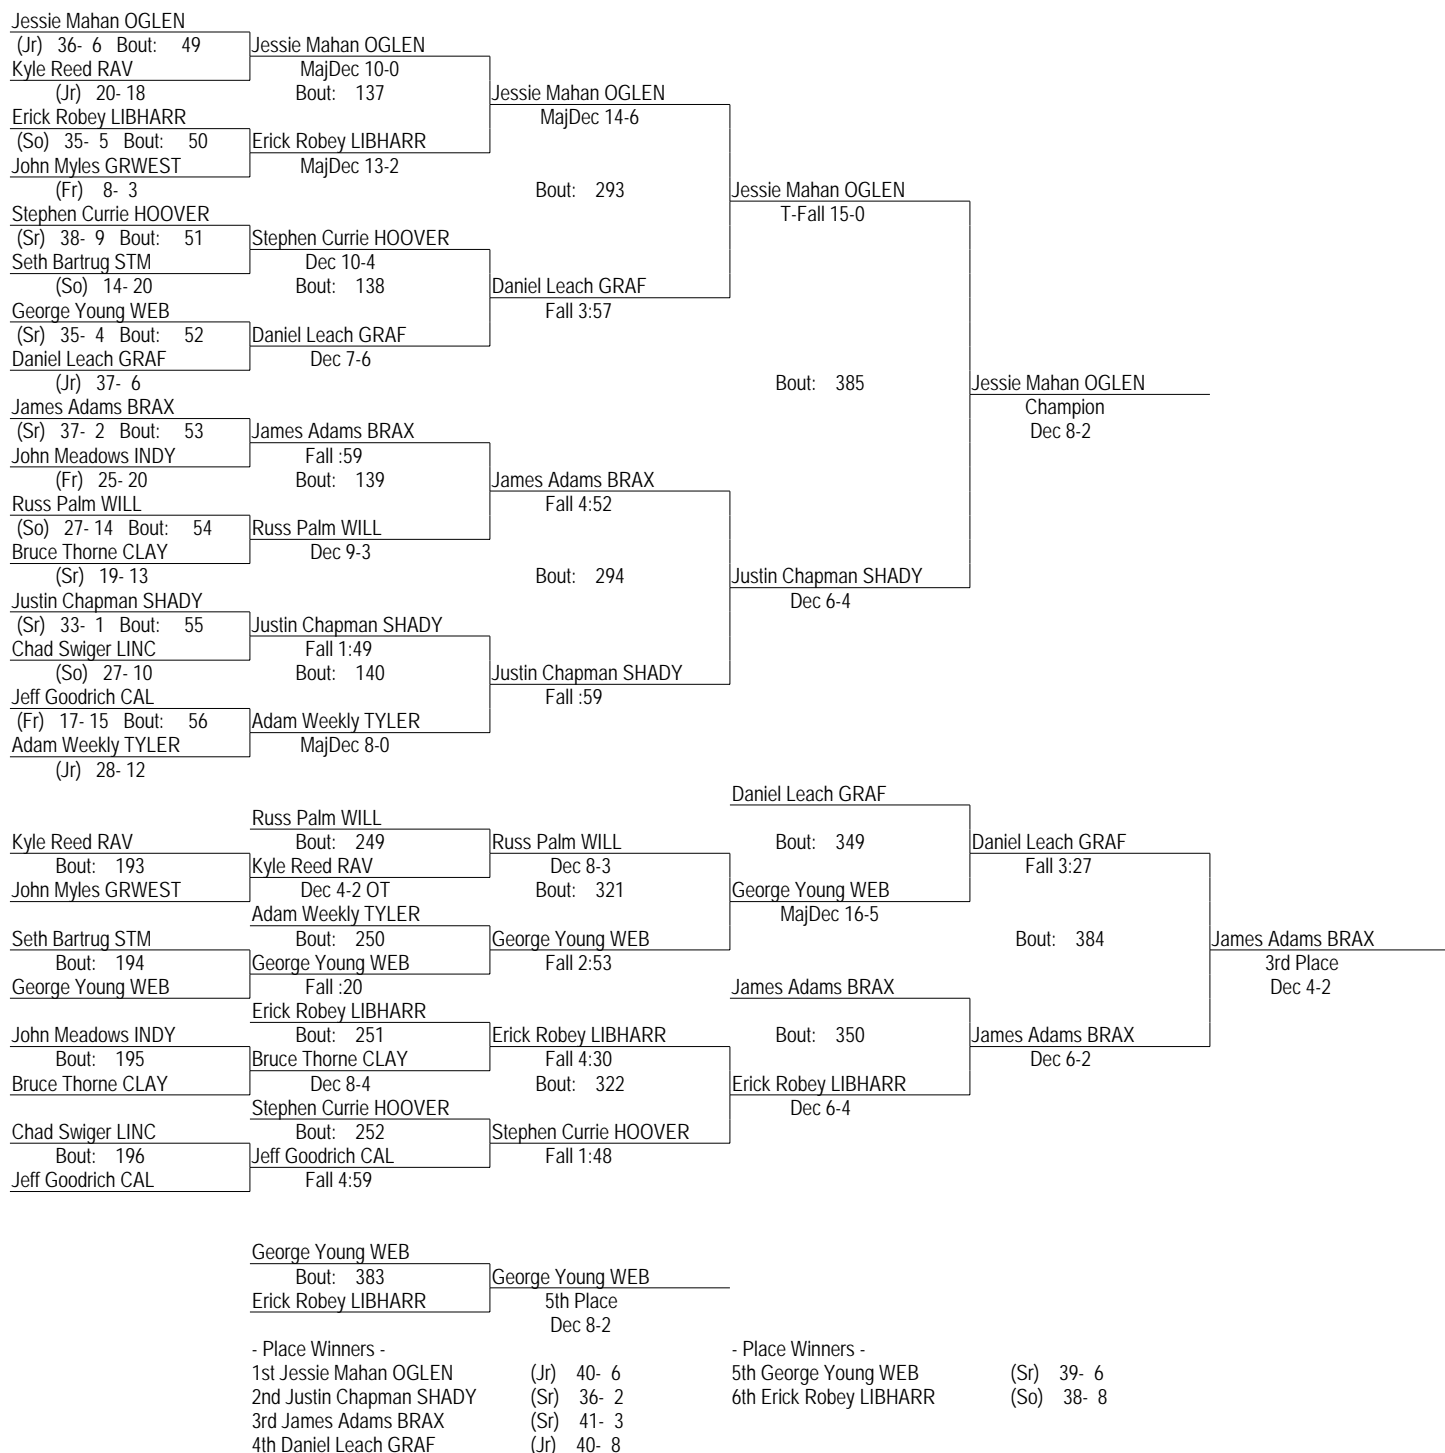 Jessie Mahan OGLEN
(Jr) 36- 6 Bout: 49
Kyle Reed RAV
(Jr) 20- 18
Erick Robey LIBHARR
(So) 35- 5 Bout: 50
John Myles GRWEST
(Fr) 8- 3
Stephen Currie HOOVER
(Sr) 38- 9 Bout: 51
Seth Bartrug STM
(So) 14- 20
George Young WEB
(Sr) 35- 4 Bout: 52
Daniel Leach GRAF
(Jr) 37- 6
James Adams BRAX
(Sr) 37- 2 Bout: 53
John Meadows INDY
(Fr) 25- 20
Russ Palm WILL
(So) 27- 14 Bout: 54
Bruce Thorne CLAY
(Sr) 19- 13
Justin Chapman SHADY
(Sr) 33- 1 Bout: 55
Chad Swiger LINC
(So) 27- 10
Jeff Goodrich CAL
(Fr) 17- 15 Bout: 56
Adam Weekly TYLER
(Jr) 28- 12
Jessie Mahan OGLEN
MajDec 10-0
Bout: 137
Erick Robey LIBHARR
MajDec 13-2
Stephen Currie HOOVER
Dec 10-4
Bout: 138
Daniel Leach GRAF
Dec 7-6
James Adams BRAX
Fall :59
Bout: 139
Russ Palm WILL
Dec 9-3
Justin Chapman SHADY
Fall 1:49
Bout: 140
Adam Weekly TYLER
MajDec 8-0
Jessie Mahan OGLEN
MajDec 14-6
Bout: 293
Daniel Leach GRAF
Fall 3:57
James Adams BRAX
Fall 4:52
Bout: 294
Justin Chapman SHADY
Fall :59
Jessie Mahan OGLEN
T-Fall 15-0
Bout: 385
Justin Chapman SHADY
Dec 6-4
Jessie Mahan OGLEN
Champion
Dec 8-2
Kyle Reed RAV
Bout: 193
John Myles GRWEST
Seth Bartrug STM
Bout: 194
George Young WEB
John Meadows INDY
Bout: 195
Bruce Thorne CLAY
Chad Swiger LINC
Bout: 196
Jeff Goodrich CAL
Russ Palm WILL
Bout: 249
Kyle Reed RAV
Dec 4-2 OT
Adam Weekly TYLER
Bout: 250
George Young WEB
Fall :20
Erick Robey LIBHARR
Bout: 251
Bruce Thorne CLAY
Dec 8-4
Stephen Currie HOOVER
Bout: 252
Jeff Goodrich CAL
Fall 4:59
Russ Palm WILL
Dec 8-3
Bout: 321
George Young WEB
Fall 2:53
Erick Robey LIBHARR
Fall 4:30
Bout: 322
Stephen Currie HOOVER
Fall 1:48
Daniel Leach GRAF
Bout: 349
George Young WEB
MajDec 16-5
James Adams BRAX
Bout: 350
Erick Robey LIBHARR
Dec 6-4
Daniel Leach GRAF
Fall 3:27
Bout: 384
James Adams BRAX
Dec 6-2
James Adams BRAX
3rd Place
Dec 4-2
George Young WEB
Bout: 383
Erick Robey LIBHARR
George Young WEB
5th Place
Dec 8-2
- Place Winners -
1st Jessie Mahan OGLEN (Jr) 40- 6
2nd Justin Chapman SHADY (Sr) 36- 2
3rd James Adams BRAX (Sr) 41- 3
4th Daniel Leach GRAF (Jr) 40- 8
- Place Winners -
5th George Young WEB (Sr) 39- 6
6th Erick Robey LIBHARR (So) 38- 8